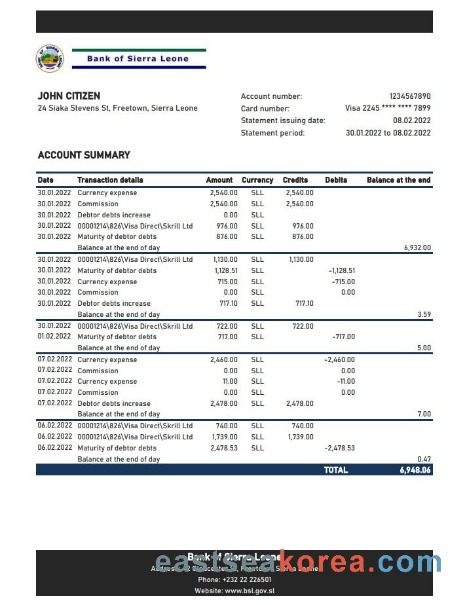 Bank of Sierra Leone
JOHN CITIZEN
24 Siaka Stevens St, Freetown, Sierra Leone
Account number: 1234567890
Card number: Visa 2245 **** **** 7899
Statement issuing date: 08.02.2022
Statement period: 30.01.2022 to 08.02.2022
ACCOUNT SUMMARY
Date Transaction details Amount Currency Credits Debits Balance at the end
30.01.2022 Currency expense 2,540.00 SLL 2,540.00
30.01.2022 Commission 2,540.00 SLL 2,540.00
30.01.2022 Debtor debts increase 0.00 SLL
30.01.2022 00001214\826\Visa Direct\Skrill Ltd 976.00 SLL 976.00
30.01.2022 Maturity of debtor debts 876.00 SLL 876.00
Balance at the end of day 6,932.00
30.01.2022 00001214\826\Visa Direct\Skrill Ltd 1,130.00 SLL 1,130.00
30.01.2022 Maturity of debtor debts 1,128.51 SLL -1,128.51
30.01.2022 Currency expense 715.00 SLL -715.00
30.01.2022 Commission 0.00 SLL 0.00
30.01.2022 Debtor debts increase 717.10 SLL 717.10
Balance at the end of day 3.59
30.01.2022 00001214\826\Visa Direct\Skrill Ltd 722.00 SLL 722.00
01.02.2022 Maturity of debtor debts 717.00 SLL -717.00
Balance at the end of day 5.00
07.02.2022 Currency expense 2,460.00 SLL -2,460.00
07.02.2022 Commission 0.00 SLL 0.00
07.02.2022 Currency expense 11.00 SLL -11.00
07.02.2022 Commission 0.00 SLL 0.00
07.02.2022 Debtor debts increase 2,478.00 SLL 2,478.00
Balance at the end of day 7.00
06.02.2022 00001214\826\Visa Direct\Skrill Ltd 740.00 SLL 740.00
06.02.2022 00001214\826\Visa Direct\Skrill Ltd 1,739.00 SLL 1,739.00
06.02.2022 Maturity of debtor debts 2,478.53 SLL -2,478.53
Balance at the end of day 0.47
TOTAL 6,948.06
Bank of Sierra Leone
easiseakorea.com
Phone: +232 22 226501
Website: www.bsl.gov.sl